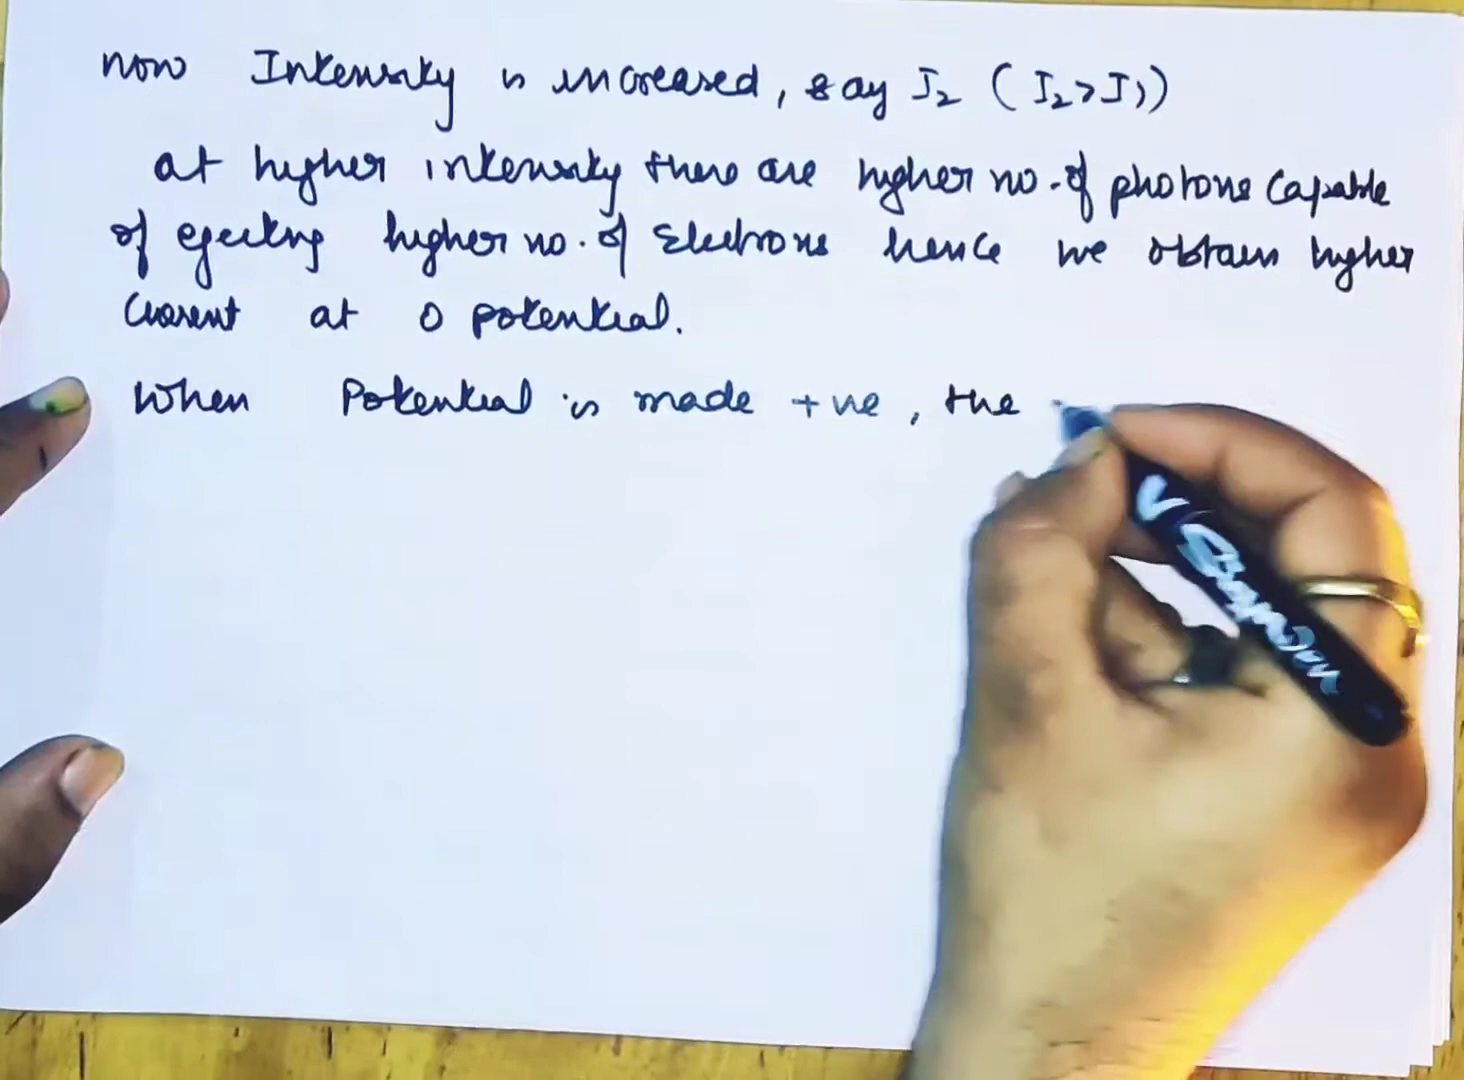 now Intensity is increased, say I2 (I2>I1)
at higher intensity there are higher no. of photons Capable
of ejecting higher no. of Electrons hence we obtain higher
Current at 0 potential.
When Potential is made +ve, the
V